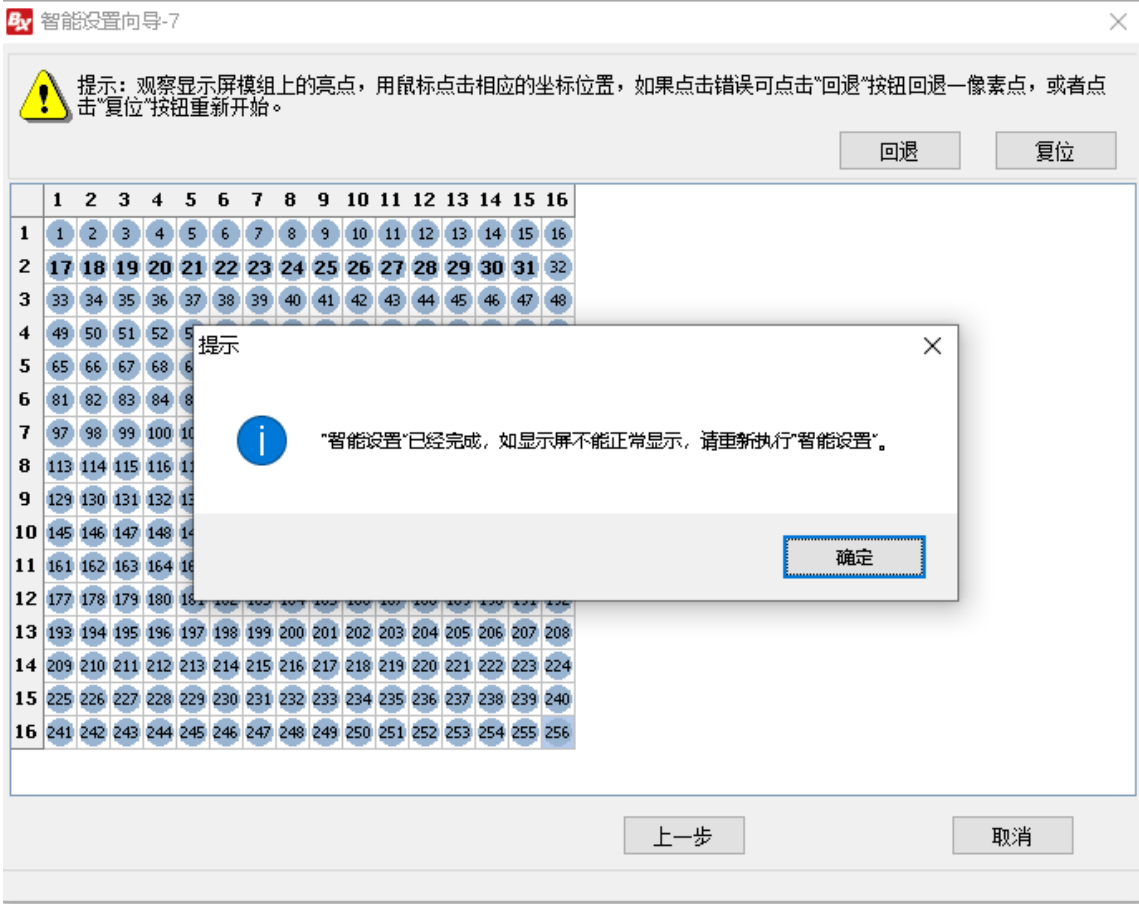 BX 智能设置向导-7
提示：观察显示屏模组上的亮点，用鼠标点击相应的坐标位置，如果点击错误可点击“回退”按钮回退一像素点，或者点
击“复位”按钮重新开始。
回退 复位
1 2 3 4 5 6 7 8 9 10 11 12 13 14 15 16
1 1 2 3 4 5 6 7 8 9 10 11 12 13 14 15 16
2 17 18 19 20 21 22 23 24 25 26 27 28 29 30 31 32
3 33 34 35 36 37 38 39 40 41 42 43 44 45 46 47 48
4 49 50 51 52
5 65 66 67 68
6 81 82 83 84
7 97 98 99 100
8 113 114 115 116
9 129 130 131 132
10 145 146 147 148
11 161 162 163 164
12 177 178 179 180
13 193 194 195 196 197 198 199 200 201 202 203 204 205 206 207 208
14 209 210 211 212 213 214 215 216 217 218 219 220 221 222 223 224
15 225 226 227 228 229 230 231 232 233 234 235 236 237 238 239 240
16 241 242 243 244 245 246 247 248 249 250 251 252 253 254 255 256
提示
"智能设置"已经完成，如显示屏不能正常显示，请重新执行"智能设置"。
确定
上一步 取消